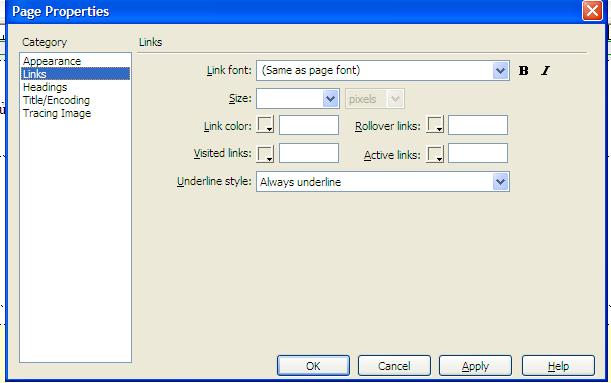 Page Properties
Category
Appearance
Links
Headings
Title/Encoding
Tracing Image
Links
Link font: (Same as page font) B I
Size: pixels
Link color: Rollover links:
Visited links: Active links:
Underline style: Always underline
OK Cancel Apply Help